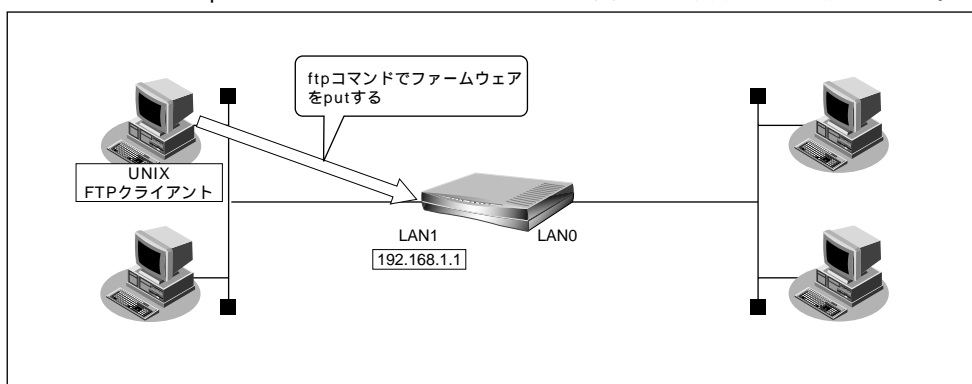 ftpコマンドでファームウェア
をputする
UNIX
FTPクライアント
LAN1
LAN0
192.168.1.1